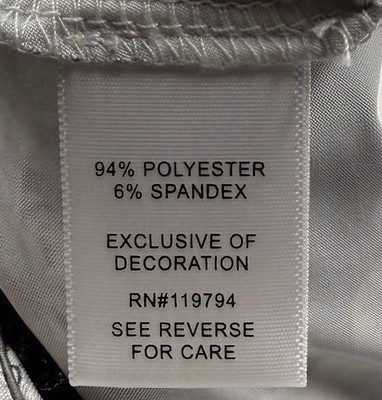 94% POLYESTER
6% SPANDEX
EXCLUSIVE OF
DECORATION
RN#119794
SEE REVERSE
FOR CARE